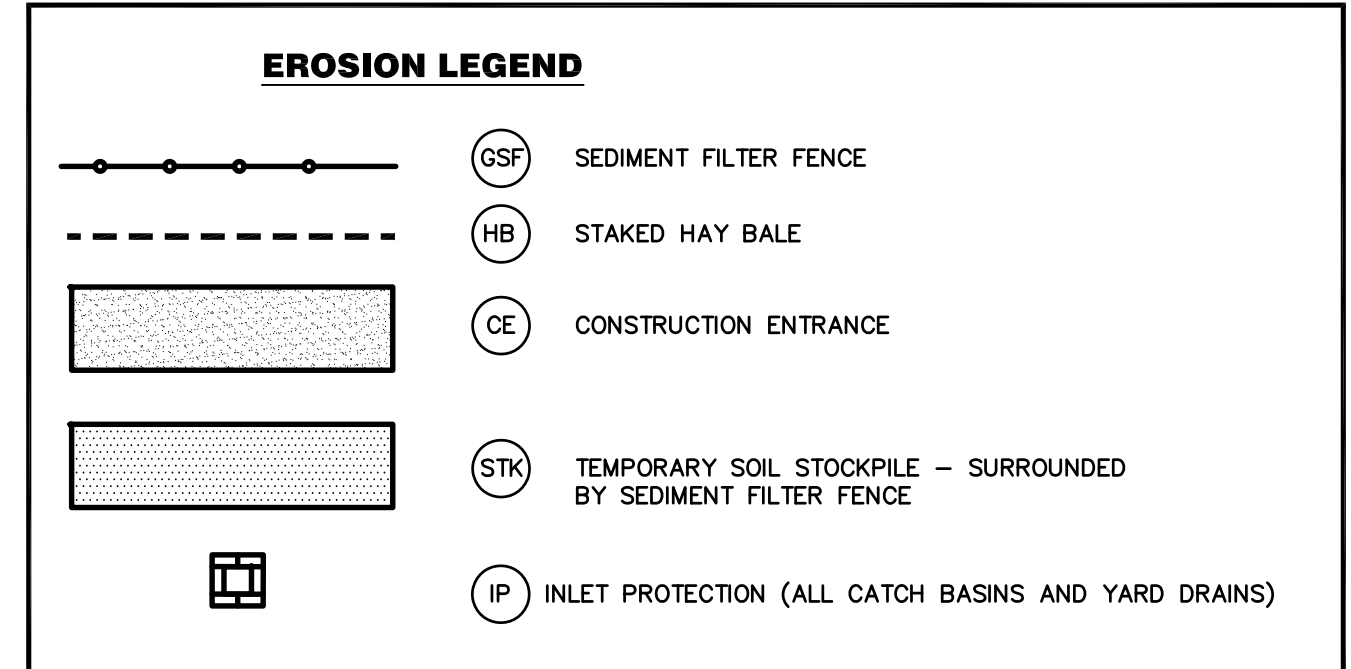 EROSION LEGEND
GSF SEDIMENT FILTER FENCE
HB STAKED HAY BALE
CE CONSTRUCTION ENTRANCE
STK TEMPORARY SOIL STOCKPILE – SURROUNDED
BY SEDIMENT FILTER FENCE
IP INLET PROTECTION (ALL CATCH BASINS AND YARD DRAINS)